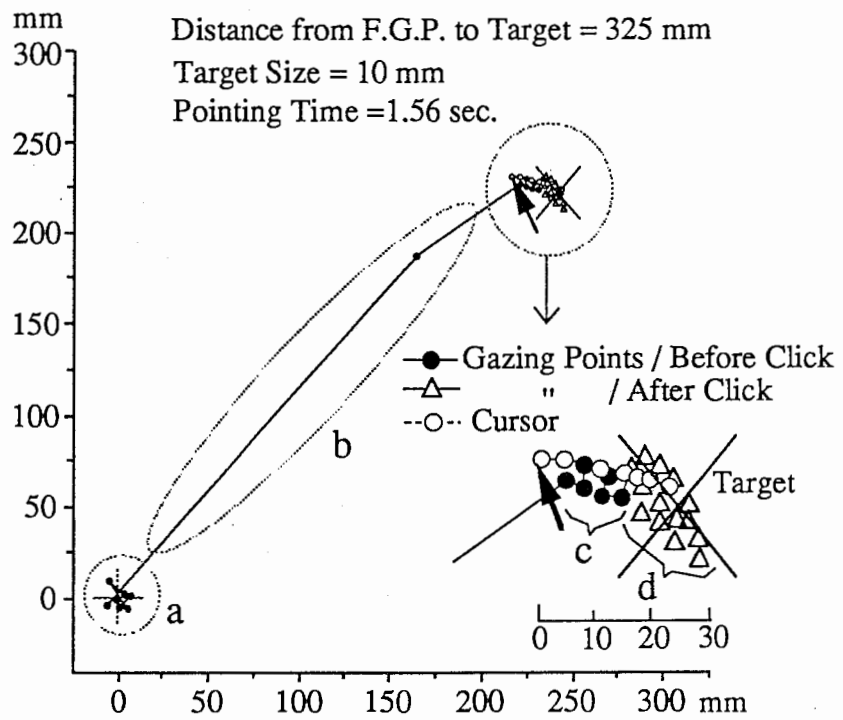 mm
Distance from F.G.P. to Target = 325 mm
Target Size = 10 mm
Pointing Time =1.56 sec.
300
250
200
150
100
50
0
Gazing Points / Before Click
" / After Click
Cursor
b
Target
c
d
a
0 10 20 30
0 50 100 150 200 250 300 mm